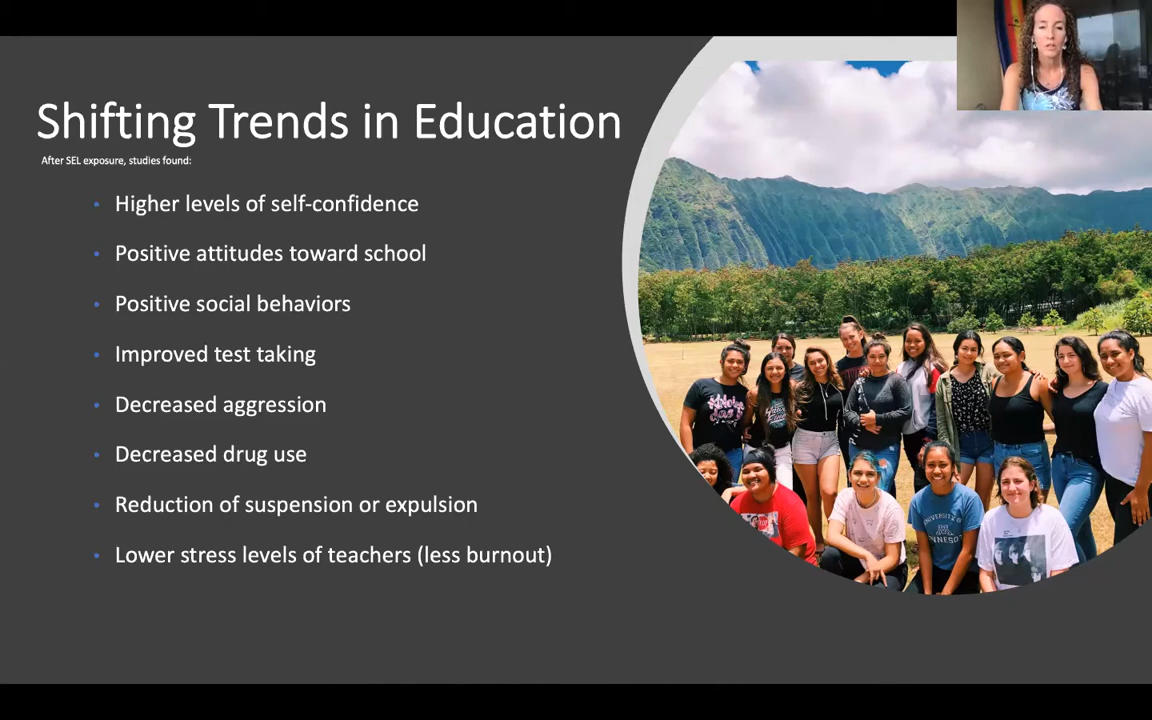 Shifting Trends in Education
After SEL exposure, studies found:
• Higher levels of self-confidence
• Positive attitudes toward school
• Positive social behaviors
• Improved test taking
• Decreased aggression
• Decreased drug use
• Reduction of suspension or expulsion
• Lower stress levels of teachers (less burnout)
UNIVERSITY